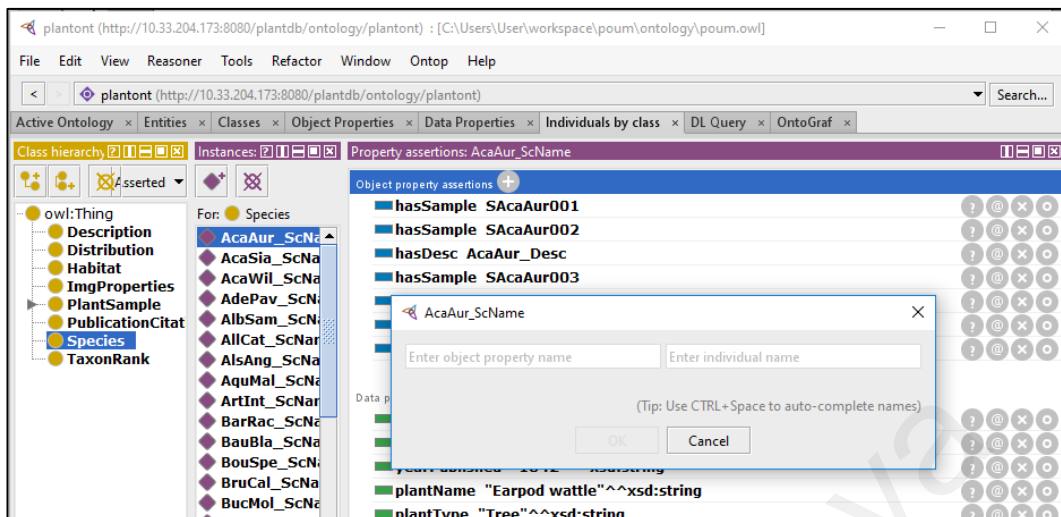 plantont (http://10.33.204.173:8080/plantdb/ontology/plantont) : [C:\Users\User\workspace\poum\ontology\poum.owl]
File Edit View Reasoner Tools Refactor Window Ontop Help
< > plantont (http://10.33.204.173:8080/plantdb/ontology/plantont) Search...
Active Ontology × Entities × Classes × Object Properties × Data Properties × Individuals by class × DL Query × OntoGraf ×
Class hierarchy
Asserted
owl:Thing
Description
Distribution
Habitat
ImgProperties
PlantSample
PublicationCitat
Species
TaxonRank
Instances:
For: Species
AcaAur_ScNa
AcaSia_ScNa
AcaWil_ScNa
AdePav_ScNa
AlbSam_ScNa
AllCat_ScNar
AlsAng_ScNa
AquMal_ScNa
ArtInt_ScNar
BarRac_ScNa
BauBla_ScNa
BouSpe_ScNa
BruCal_ScNa
BucMol_ScNa
Property assertions: AcaAur_ScName
Object property assertions
hasSample SAcaAur001
hasSample SAcaAur002
hasDesc AcaAur_Desc
hasSample SAcaAur003
AcaAur_ScName
Enter object property name Enter individual name
(Tip: Use CTRL+Space to auto-complete names)
OK Cancel
Data p
plantName "Earpod wattle"^^xsd:string
plantType "Tree"^^xsd:string